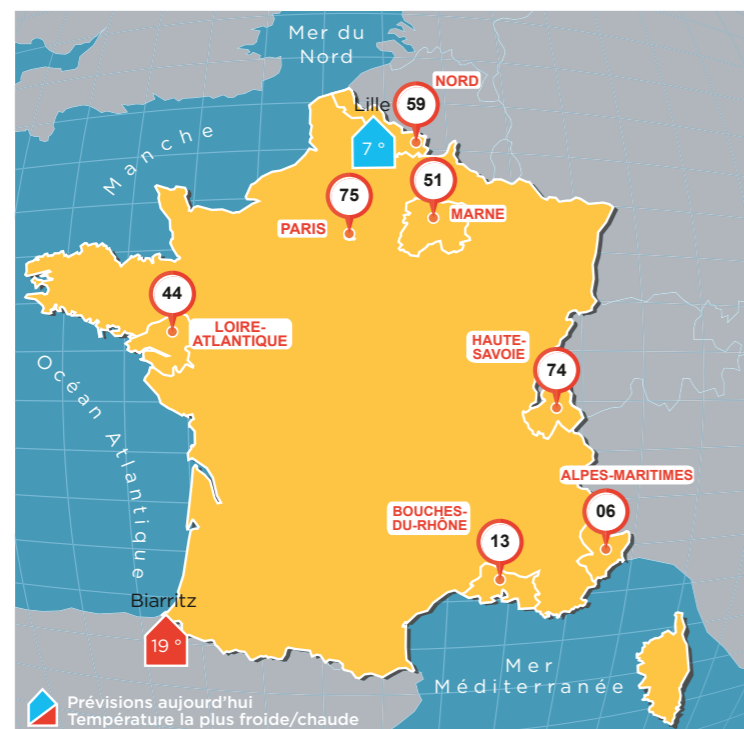 Mer du
Nord
NORD
59
Lille
7 °
Manche
51
MARNE
75
PARIS
44
LOIRE-
ATLANTIQUE
HAUTE-
SAVOIE
74
Océan Atlantique
ALPES-MARITIMES
06
BOUCHES-
DU-RHÔNE
13
Biarritz
19 °
Mer
Méditerranée
Prévisions aujourd'hui
Température la plus froide/chaude